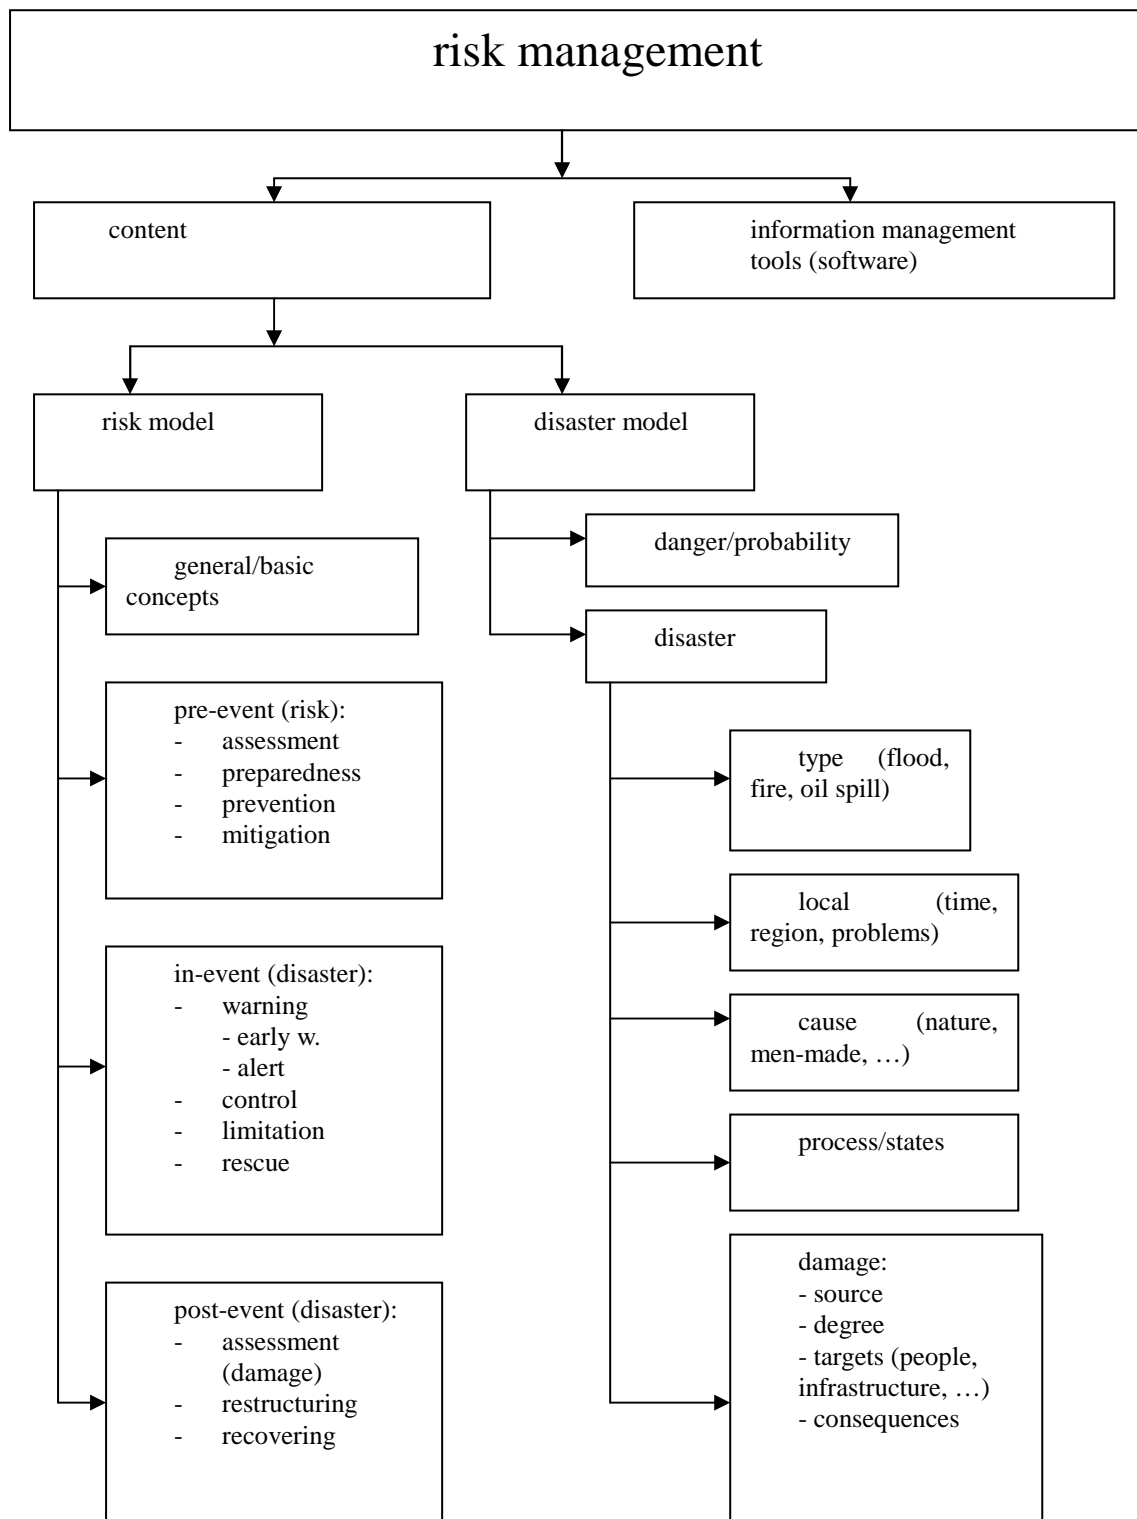 risk management
content
information management
tools (software)
risk model
disaster model
general/basic
concepts
danger/probability
disaster
pre-event (risk):
- assessment
- preparedness
- prevention
- mitigation
type (flood,
fire, oil spill)
local (time,
region, problems)
in-event (disaster):
- warning
- early w.
- alert
- control
- limitation
- rescue
cause (nature,
men-made, …)
process/states
post-event (disaster):
- assessment
(damage)
- restructuring
- recovering
damage:
- source
- degree
- targets (people,
infrastructure, …)
- consequences